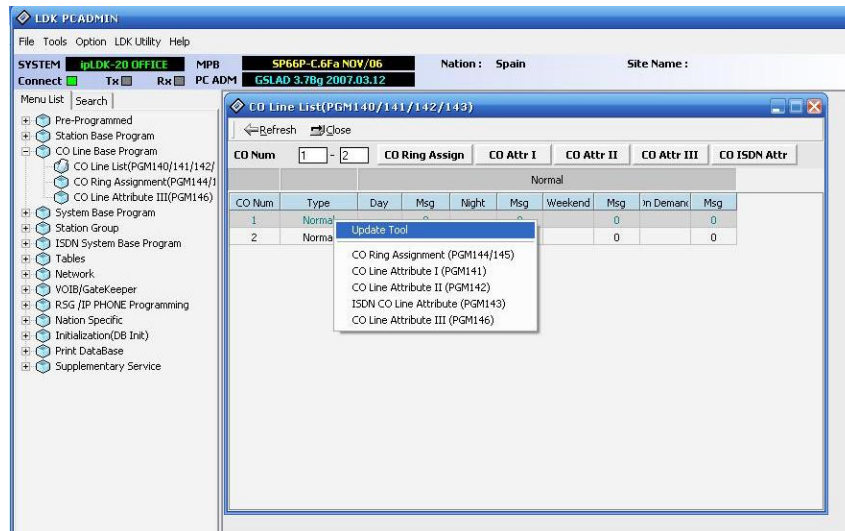 LDK PCADMIN
File Tools Option LDK Utility Help
SYSTEM ipLDK-20 OFFICE MPB SP66P-C.6Fa NOV/06 Nation : Spain Site Name :
Connect Tx Rx PC ADM GSLAD 3.7Bg 2007.03.12
Menu List Search
Pre-Programmed
Station Base Program
CO Line Base Program
CO Line List(PGM140/141/142/
CO Ring Assignment(PGM144/1
CO Line Attribute III(PGM146)
System Base Program
Station Group
ISDN System Base Program
Tables
Network
VOIB/GateKeeper
RSG /IP PHONE Programming
Nation Specific
Initialization(DB Init)
Print DataBase
Supplementary Service
CO Line List(PGM140/141/142/143)
Refresh Close
CO Num 1 - 2 CO Ring Assign CO Attr I CO Attr II CO Attr III CO ISDN Attr
Normal
CO Num Type Day Msg Night Msg Weekend Msg On Demand Msg
1 Normal 0 0 0 0
2 Norma 0 0
Update Tool
CO Ring Assignment (PGM144/145)
CO Line Attribute I (PGM141)
CO Line Attribute II (PGM142)
ISDN CO Line Attribute (PGM143)
CO Line Attribute III (PGM146)